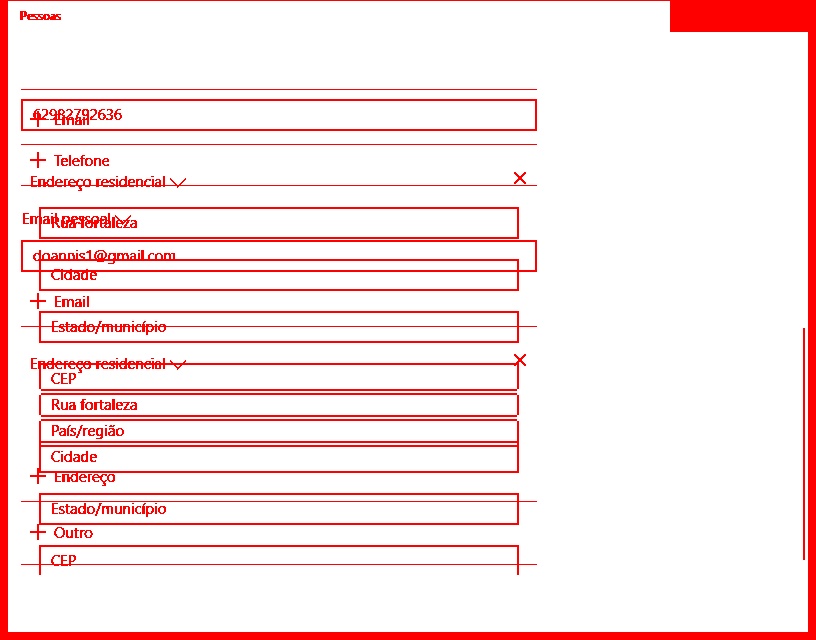 Pessoas
62982792636
Email
Telefone
Endereço residencial
Email pessoal
Rua fortaleza
doannis1@gmail.com
Cidade
Email
Estado/município
Endereço residencial
CEP
Rua fortaleza
País/região
Cidade
Endereço
Estado/município
Outro
CEP